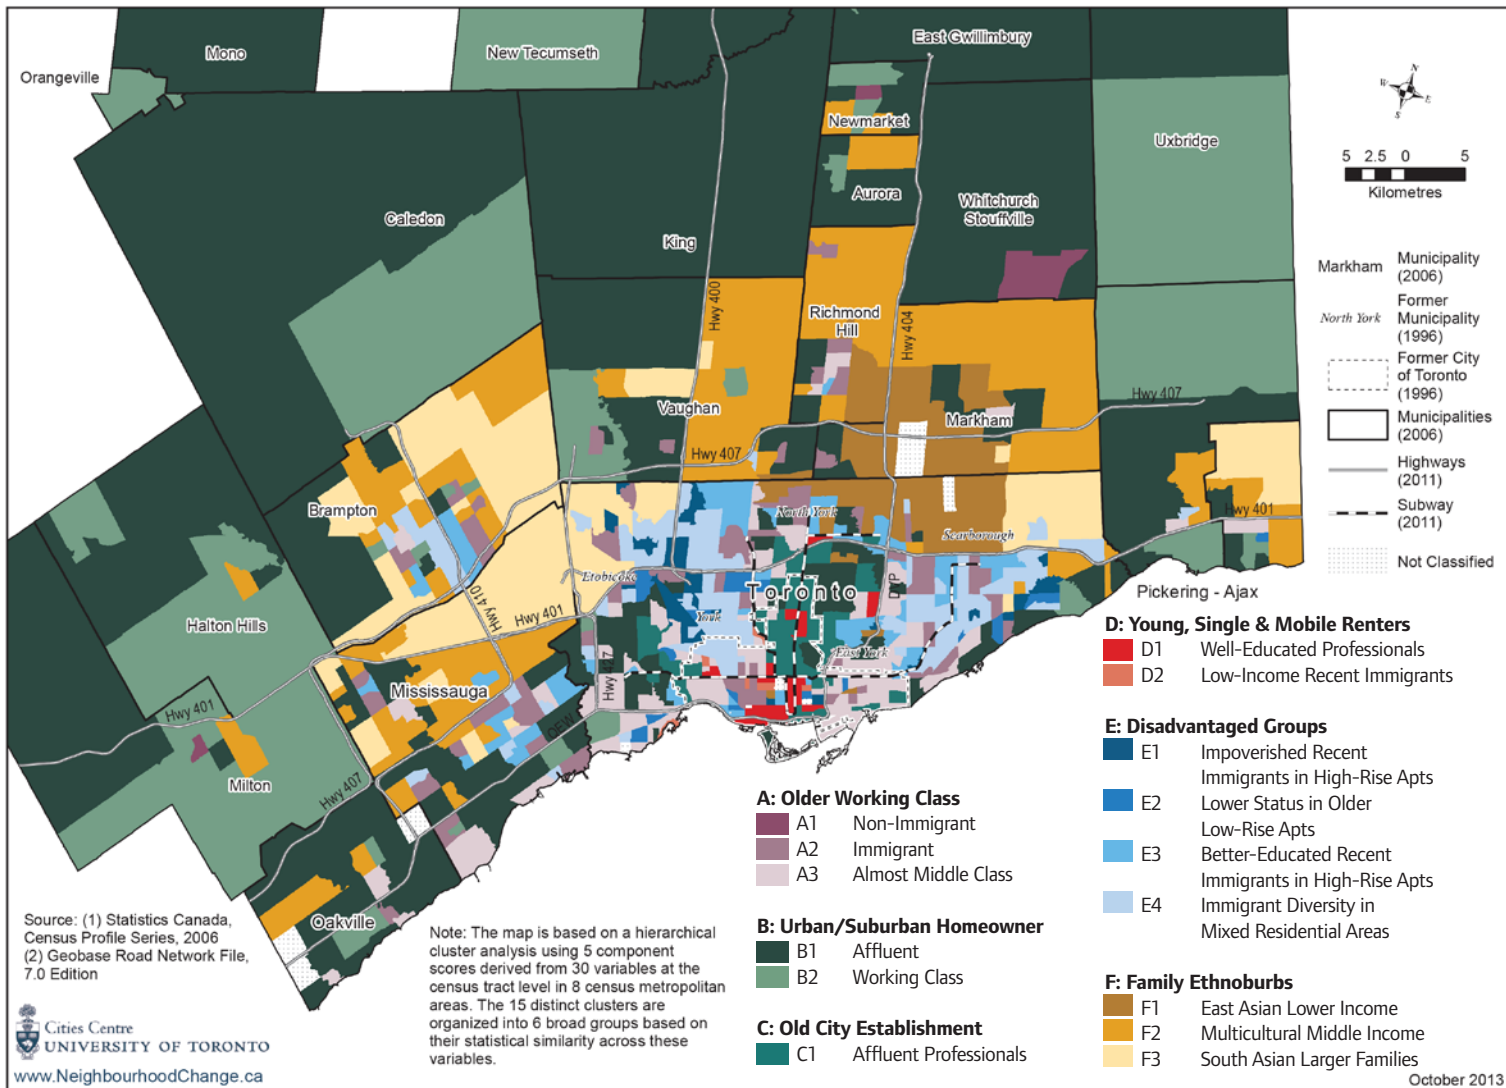 Mono
New Tecumseth
East Gwillimbury
Orangeville
Newmarket
Uxbridge
Aurora
Caledon
King
Whitchurch
Stouffville
Richmond
Hill
Hwy 400
Hwy 404
Vaughan
Markham
Hwy 407
Hwy 407
Brampton
North York
Scarborough
Hwy 401
Etobicoke
Toronto
DVP
Pickering - Ajax
Halton Hills
Hwy 410
Hwy 401
York
East York
Hwy 427
Mississauga
QEW
Hwy 401
Milton
Hwy 407
Oakville
N
W
E
S
5 2.5 0 5
Kilometres
Markham
Municipality
(2006)
North York
Former
Municipality
(1996)
Former City
of Toronto
(1996)
Municipalities
(2006)
Highways
(2011)
Subway
(2011)
Not Classified
A: Older Working Class
A1 Non-Immigrant
A2 Immigrant
A3 Almost Middle Class
B: Urban/Suburban Homeowner
B1 Affluent
B2 Working Class
C: Old City Establishment
C1 Affluent Professionals
D: Young, Single & Mobile Renters
D1 Well-Educated Professionals
D2 Low-Income Recent Immigrants
E: Disadvantaged Groups
E1 Impoverished Recent
Immigrants in High-Rise Apts
E2 Lower Status in Older
Low-Rise Apts
E3 Better-Educated Recent
Immigrants in High-Rise Apts
E4 Immigrant Diversity in
Mixed Residential Areas
F: Family Ethnoburbs
F1 East Asian Lower Income
F2 Multicultural Middle Income
F3 South Asian Larger Families
Source: (1) Statistics Canada,
Census Profile Series, 2006
(2) Geobase Road Network File,
7.0 Edition
Note: The map is based on a hierarchical
cluster analysis using 5 component
scores derived from 30 variables at the
census tract level in 8 census metropolitan
areas. The 15 distinct clusters are
organized into 6 broad groups based on
their statistical similarity across these
variables.
Cities Centre
UNIVERSITY OF TORONTO
www.NeighbourhoodChange.ca
October 2013